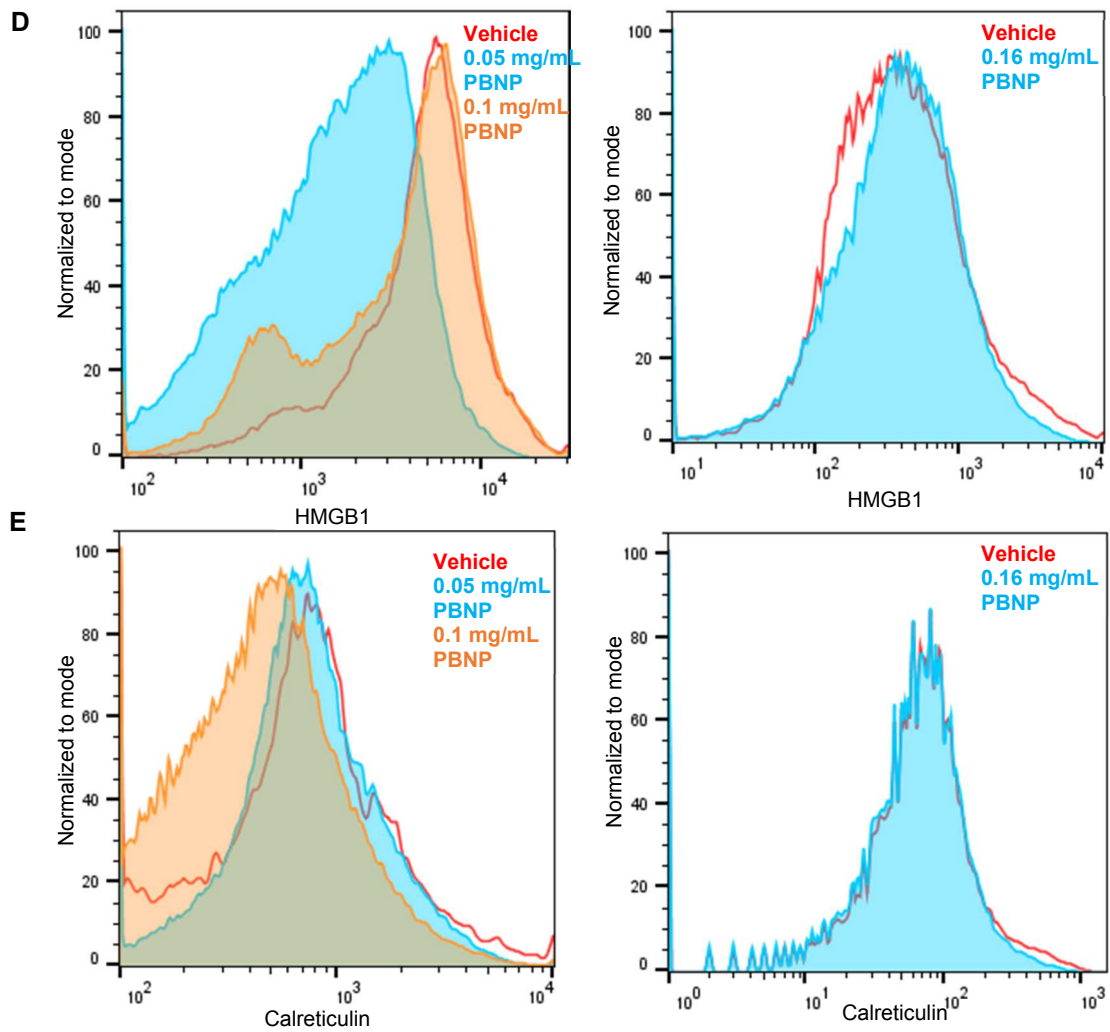 D
Normalized to mode
100
80
60
40
20
0
Vehicle
0.05 mg/mL
PBNP
0.1 mg/mL
PBNP
10²
10³
10⁴
HMGB1
Normalized to mode
100
80
60
40
20
0
Vehicle
0.16 mg/mL
PBNP
10¹
10²
10³
10⁴
HMGB1
E
Normalized to mode
100
80
60
40
20
0
Vehicle
0.05 mg/mL
PBNP
0.1 mg/mL
PBNP
10²
10³
10⁴
Calreticulin
Normalized to mode
100
80
60
40
20
0
Vehicle
0.16 mg/mL
PBNP
10⁰
10¹
10²
10³
Calreticulin